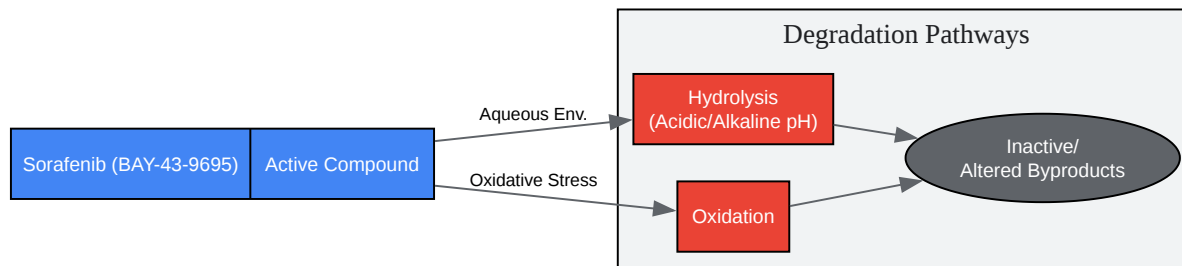 Degradation Pathways
Sorafenib (BAY-43-9695)
Active Compound
Aqueous Env.
Oxidative Stress
Hydrolysis
(Acidic/Alkaline pH)
Oxidation
Inactive/
Altered Byproducts